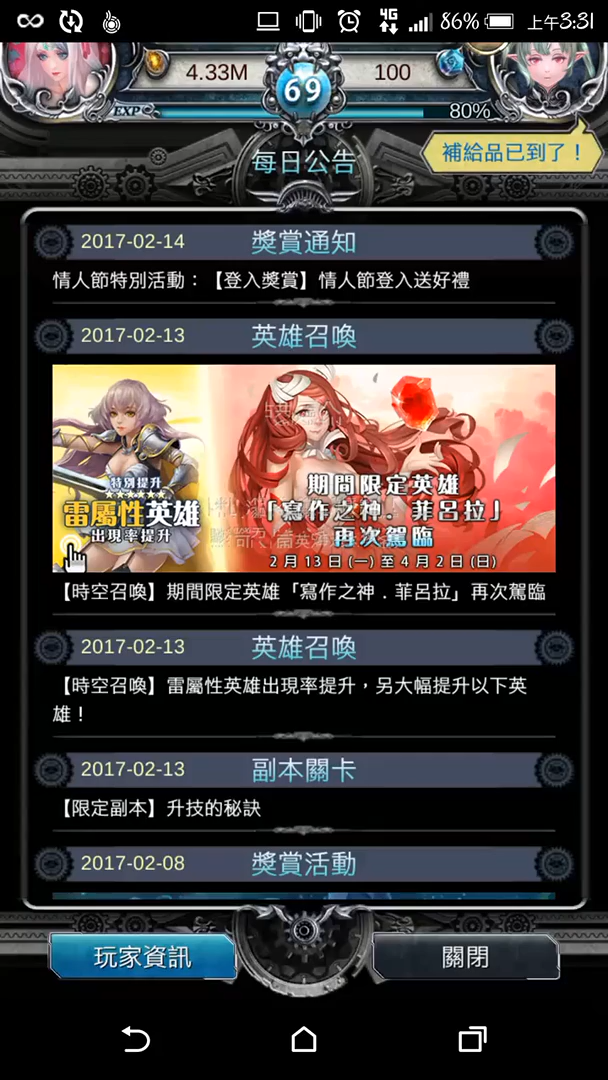 4G
86%
上午3:31
4.33M
69
100
EXP
80%
每日公告
補給品已到了！
2017-02-14
獎賞通知
情人節特別活動：【登入獎賞】情人節登入送好禮
2017-02-13
英雄召喚
特別提升
★★★★★★
雷屬性英雄
出現率提升
期間限定英雄
「寫作之神．菲呂拉」
再次駕臨
2月13日(一)至4月2日(日)
【時空召喚】期間限定英雄「寫作之神．菲呂拉」再次駕臨
2017-02-13
英雄召喚
【時空召喚】雷屬性英雄出現率提升，另大幅提升以下英
雄！
2017-02-13
副本關卡
【限定副本】升技的秘訣
2017-02-08
獎賞活動
玩家資訊
關閉